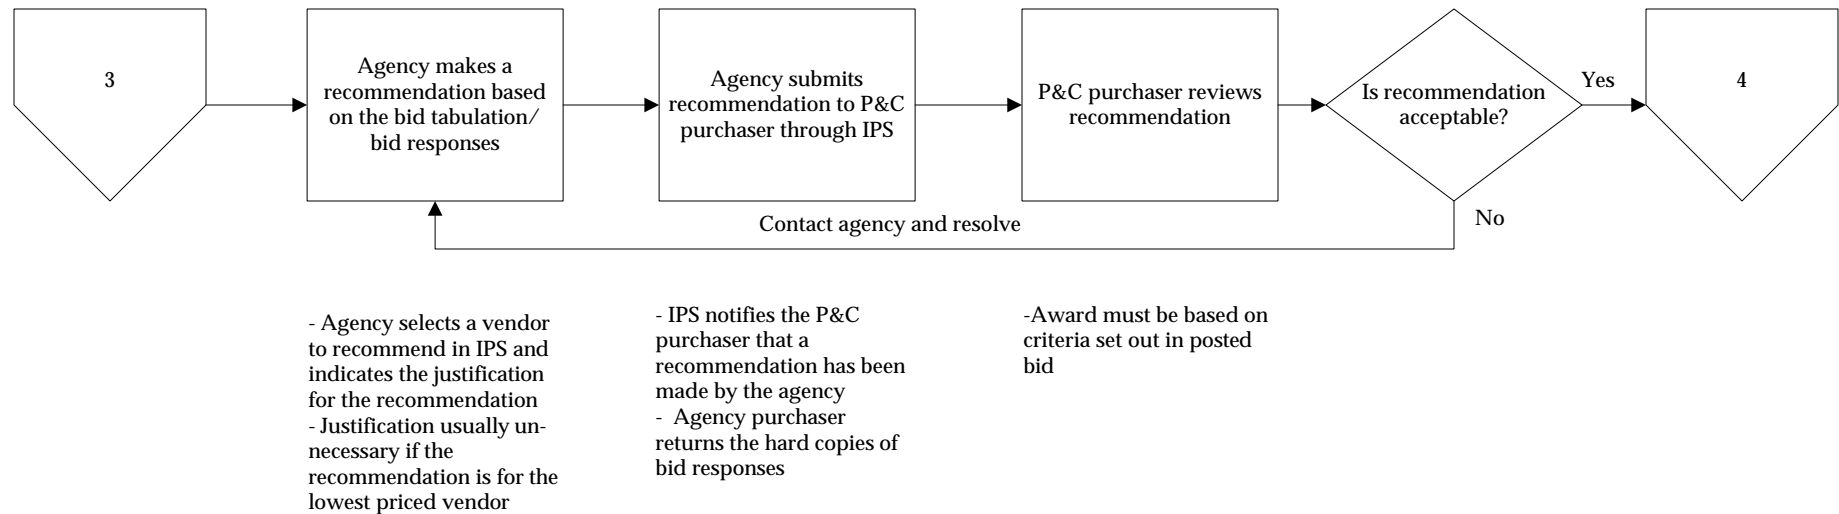 3
Agency makes a
recommendation based
on the bid tabulation/
bid responses
Agency submits
recommendation to P&C
purchaser through IPS
P&C purchaser reviews
recommendation
Is recommendation
acceptable?
Yes
4
No
Contact agency and resolve
- Agency selects a vendor
to recommend in IPS and
indicates the justification
for the recommendation
- Justification usually un-
necessary if the
recommendation is for the
lowest priced vendor
- IPS notifies the P&C
purchaser that a
recommendation has been
made by the agency
- Agency purchaser
returns the hard copies of
bid responses
-Award must be based on
criteria set out in posted
bid